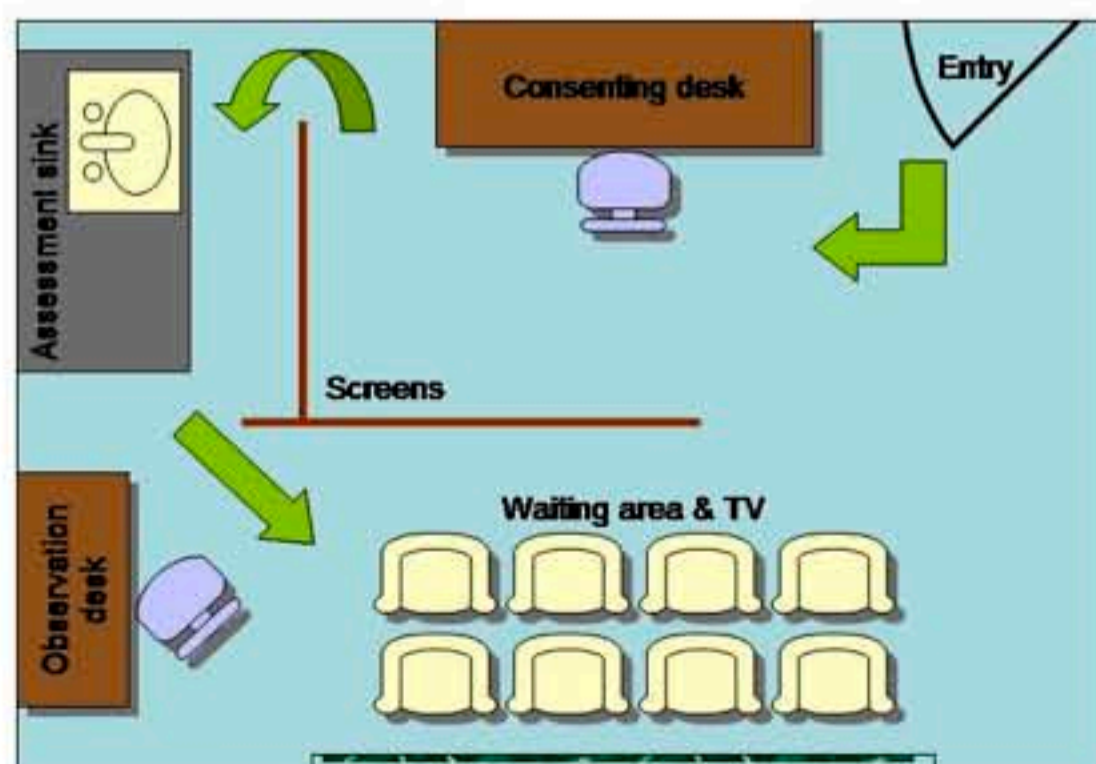 Consenting desk
Entry
Assessment sink
Screens
Waiting area & TV
Observation
desk